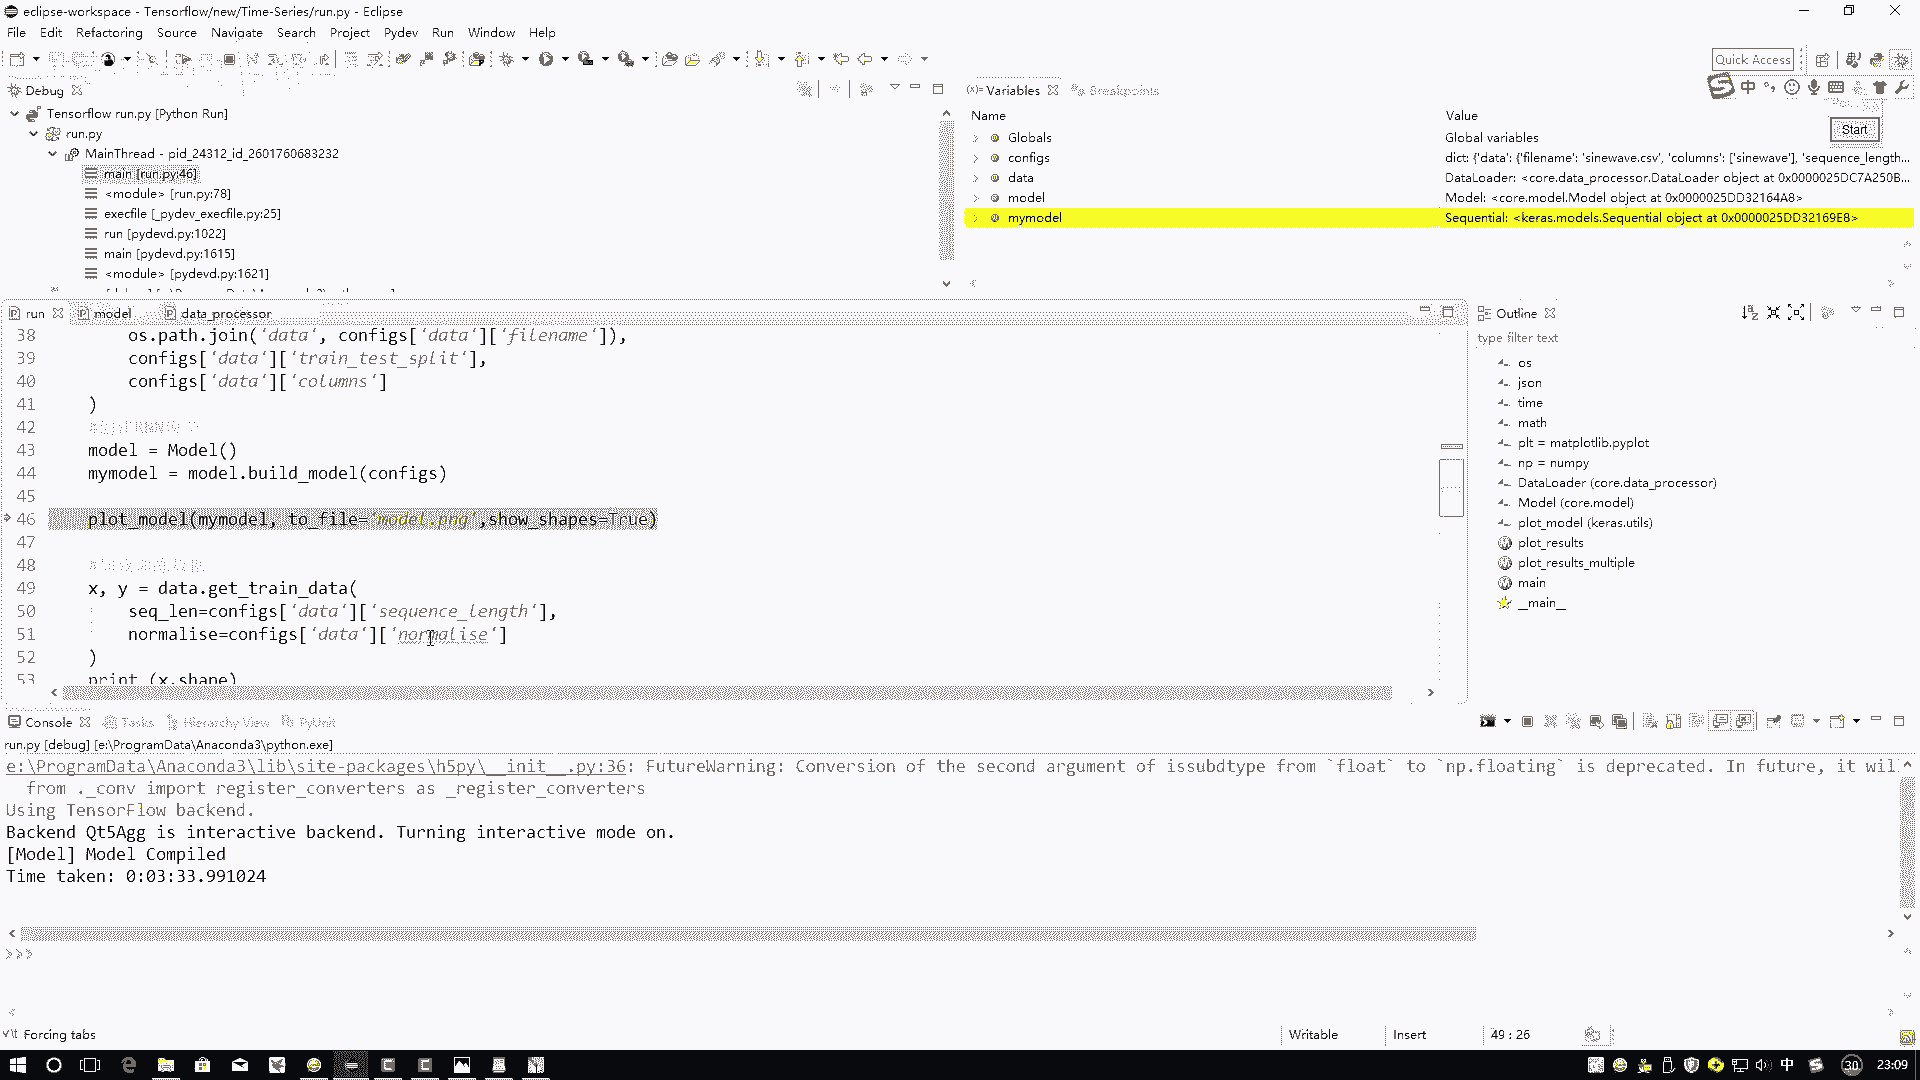 eclipse-workspace - Tensorflow/new/Time-Series/run.py - Eclipse
File Edit Refactoring Source Navigate Search Project Pydev Run Window Help
Quick Access
Debug
中
Tensorflow run.py [Python Run]
run.py
MainThread - pid_24312_id_2601760683232
main [run.py:46]
<module> [run.py:78]
execfile [_pydev_execfile.py:25]
run [pydevd.py:1022]
main [pydevd.py:1615]
<module> [pydevd.py:1621]
(x)= Variables Breakpoints
Name Value
Start
Globals Global variables
configs dict: {'data': {'filename': 'sinewave.csv', 'columns': ['sinewave'], 'sequence_length...
data DataLoader: <core.data_processor.DataLoader object at 0x0000025DC7A250B...
model Model: <core.model.Model object at 0x0000025DD32164A8>
mymodel Sequential: <keras.models.Sequential object at 0x0000025DD32169E8>
run model data_processor
38 os.path.join('data', configs['data']['filename']),
39 configs['data']['train_test_split'],
40 configs['data']['columns']
41 )
42
43 model = Model()
44 mymodel = model.build_model(configs)
45
46 plot_model(mymodel, to_file='model.png',show_shapes=True)
47
48
49 x, y = data.get_train_data(
50 seq_len=configs['data']['sequence_length'],
51 normalise=configs['data']['normalise']
52 )
53 print (x.shape)
Outline
type filter text
os
json
time
math
plt = matplotlib.pyplot
np = numpy
DataLoader (core.data_processor)
Model (core.model)
plot_model (keras.utils)
plot_results
plot_results_multiple
main
__main__
Console Tasks Hierarchy View PyUnit
run.py [debug] [e:\ProgramData\Anaconda3\python.exe]
e:\ProgramData\Anaconda3\lib\site-packages\h5py\__init__.py:36: FutureWarning: Conversion of the second argument of issubdtype from `float` to `np.floating` is deprecated. In future, it wil
from ._conv import register_converters as _register_converters
Using TensorFlow backend.
Backend Qt5Agg is interactive backend. Turning interactive mode on.
[Model] Model Compiled
Time taken: 0:03:33.991024
>>>
Forcing tabs Writable Insert 49 : 26
中 30 23:09